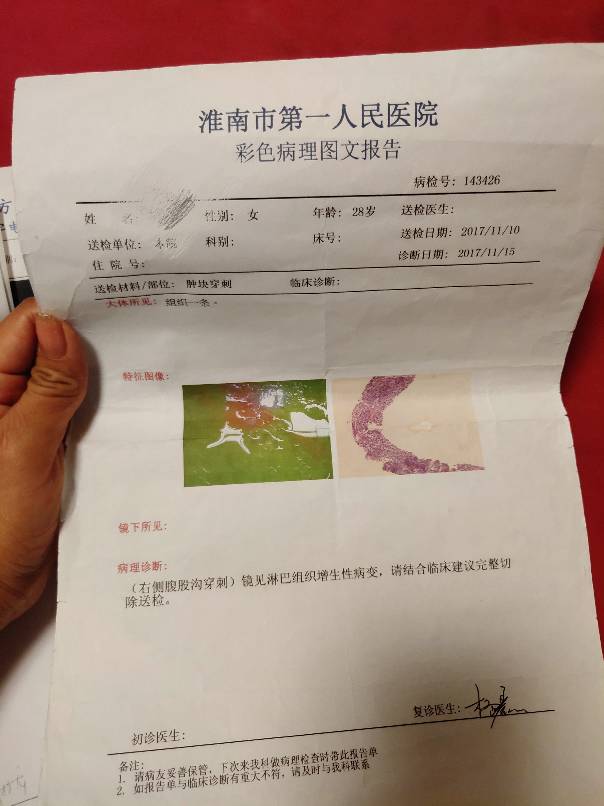 淮南市第一人民医院
彩色病理图文报告
病检号: 143426
姓 名 性别: 女 年龄: 28岁 送检医生:
送检单位: 本院 科别: 床号: 送检日期: 2017/11/10
住 院 号: 诊断日期: 2017/11/15
送检材料/部位: 肿块穿刺 临床诊断:
大体所见: 组织一条。
特征图像:
镜下所见:
病理诊断:
(右侧腹股沟穿刺)镜见淋巴组织增生性病变, 请结合临床建议完整切
除送检。
复诊医生:
初诊医生:
备注:
1. 请病友妥善保管, 下次来我科做病理检查时带此报告单
2. 如报告单与临床诊断有重大不符, 请及时与我科联系
方